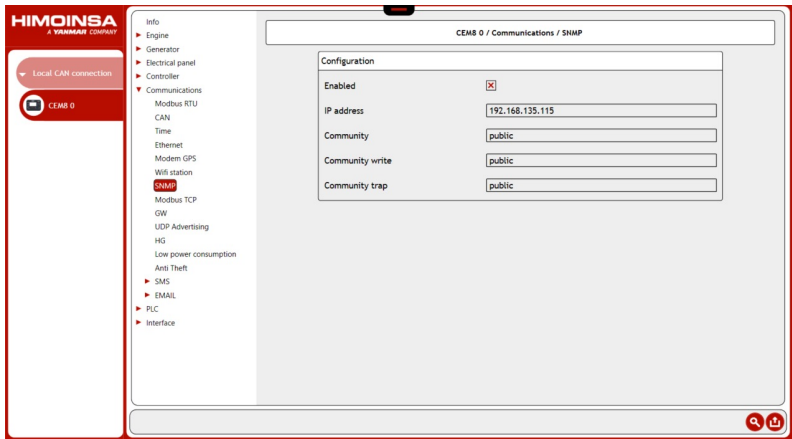 HIMOINSA
A YANMAR COMPANY
Local CAN connection
CEM8 0
Info
Engine
Generator
Electrical panel
Controller
Communications
Modbus RTU
CAN
Time
Ethernet
Modem GPS
Wifi station
SNMP
Modbus TCP
GW
UDP Advertising
HG
Low power consumption
Anti Theft
SMS
EMAIL
PLC
Interface
CEM8 0 / Communications / SNMP
Configuration
Enabled
IP address 192.168.135.115
Community public
Community write public
Community trap public